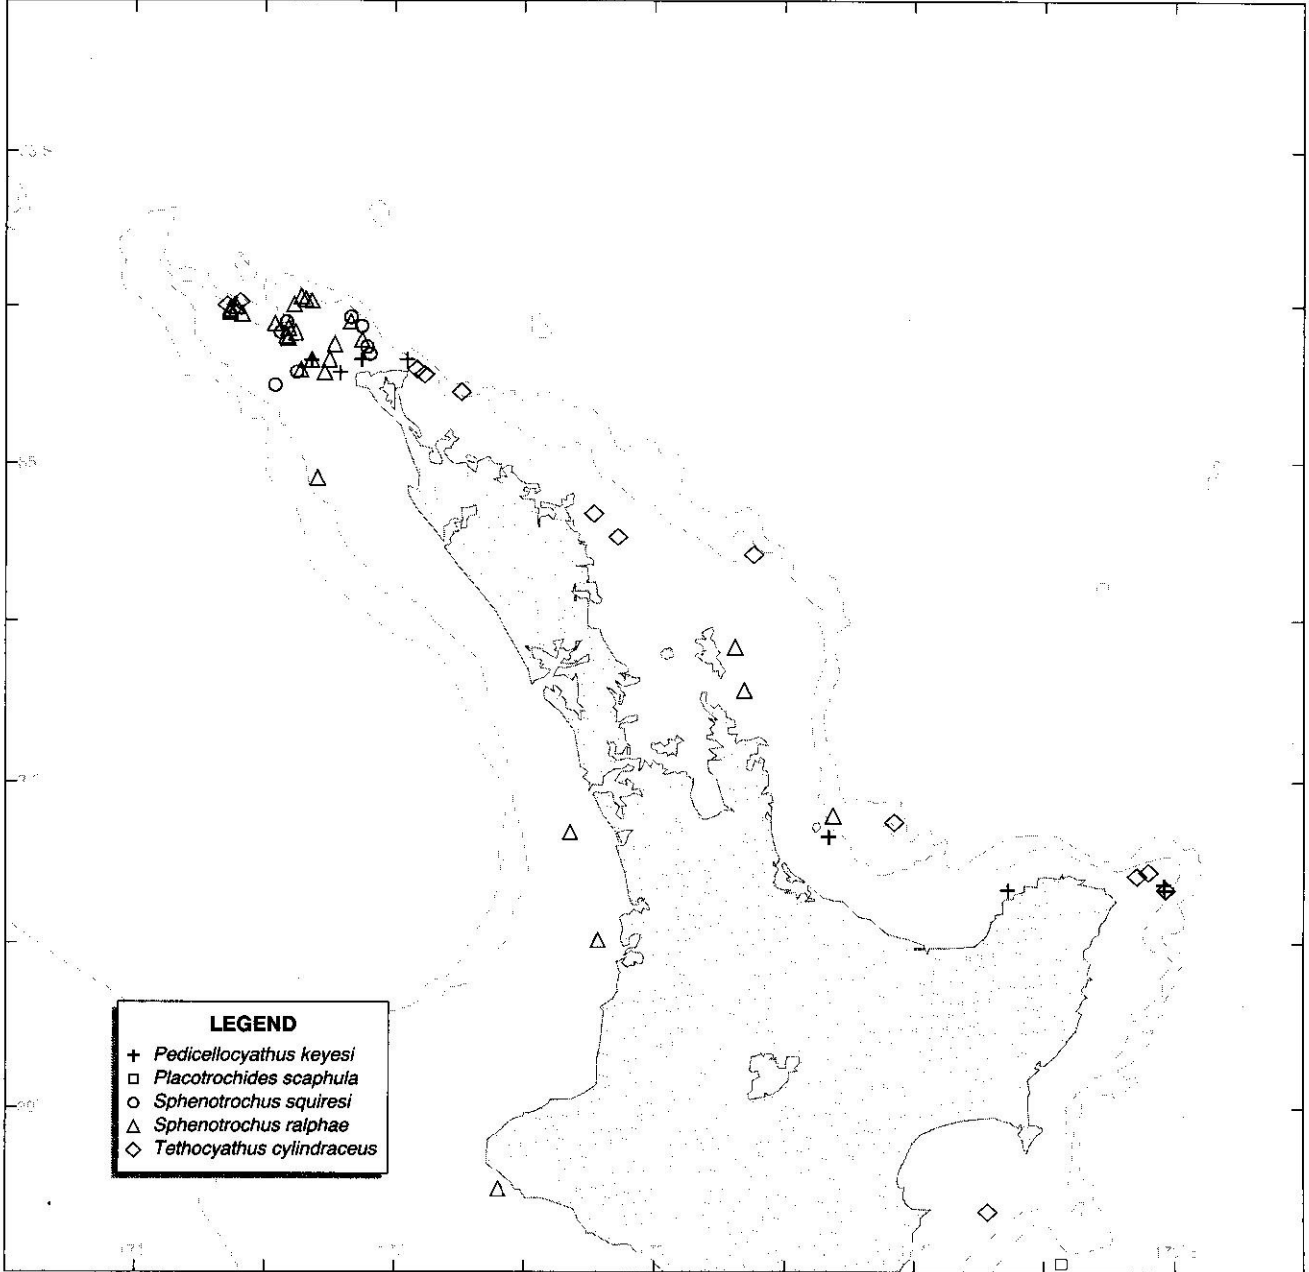 LEGEND
Pedicellocyathus keyesi
Placotrochides scaphula
Sphenotrochus squiresi
Sphenotrochus ralphae
Tethocyathus cylindraceus